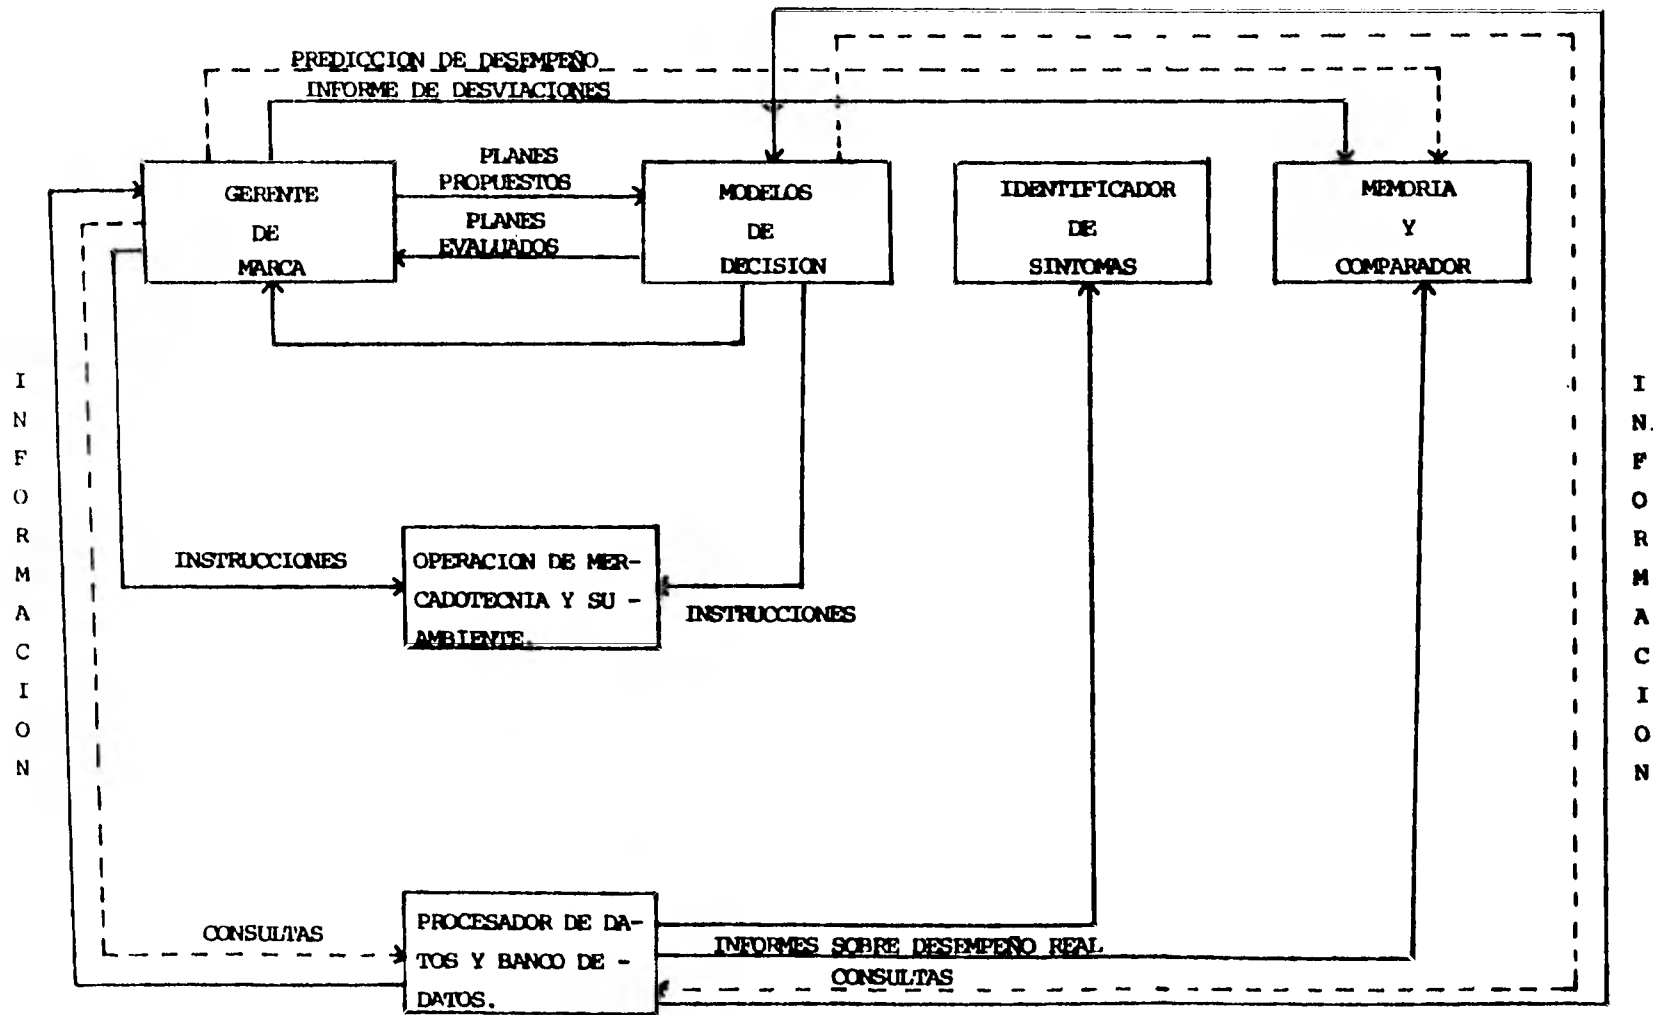 PREDICCION DE DESEMPEÑO
INFORME DE DESVIACIONES
GERENTE
DE
MARCA
PLANES
PROPUESTOS
PLANES
EVALUADOS
MODELOS
DE
DECISION
IDENTIFICADOR
DE
SINTOMAS
MEMORIA
Y
COMPARADOR
I
N
F
O
R
M
A
C
I
O
N
INSTRUCCIONES
OPERACION DE MER-
CADOTECNIA Y SU -
AMBIENTE.
INSTRUCCIONES
I
N.
F
O
R
M
A
C
I
O
N
CONSULTAS
PROCESADOR DE DA-
TOS Y BANCO DE -
DATOS.
INFORMES SOBRE DESEMPEÑO REAL
CONSULTAS